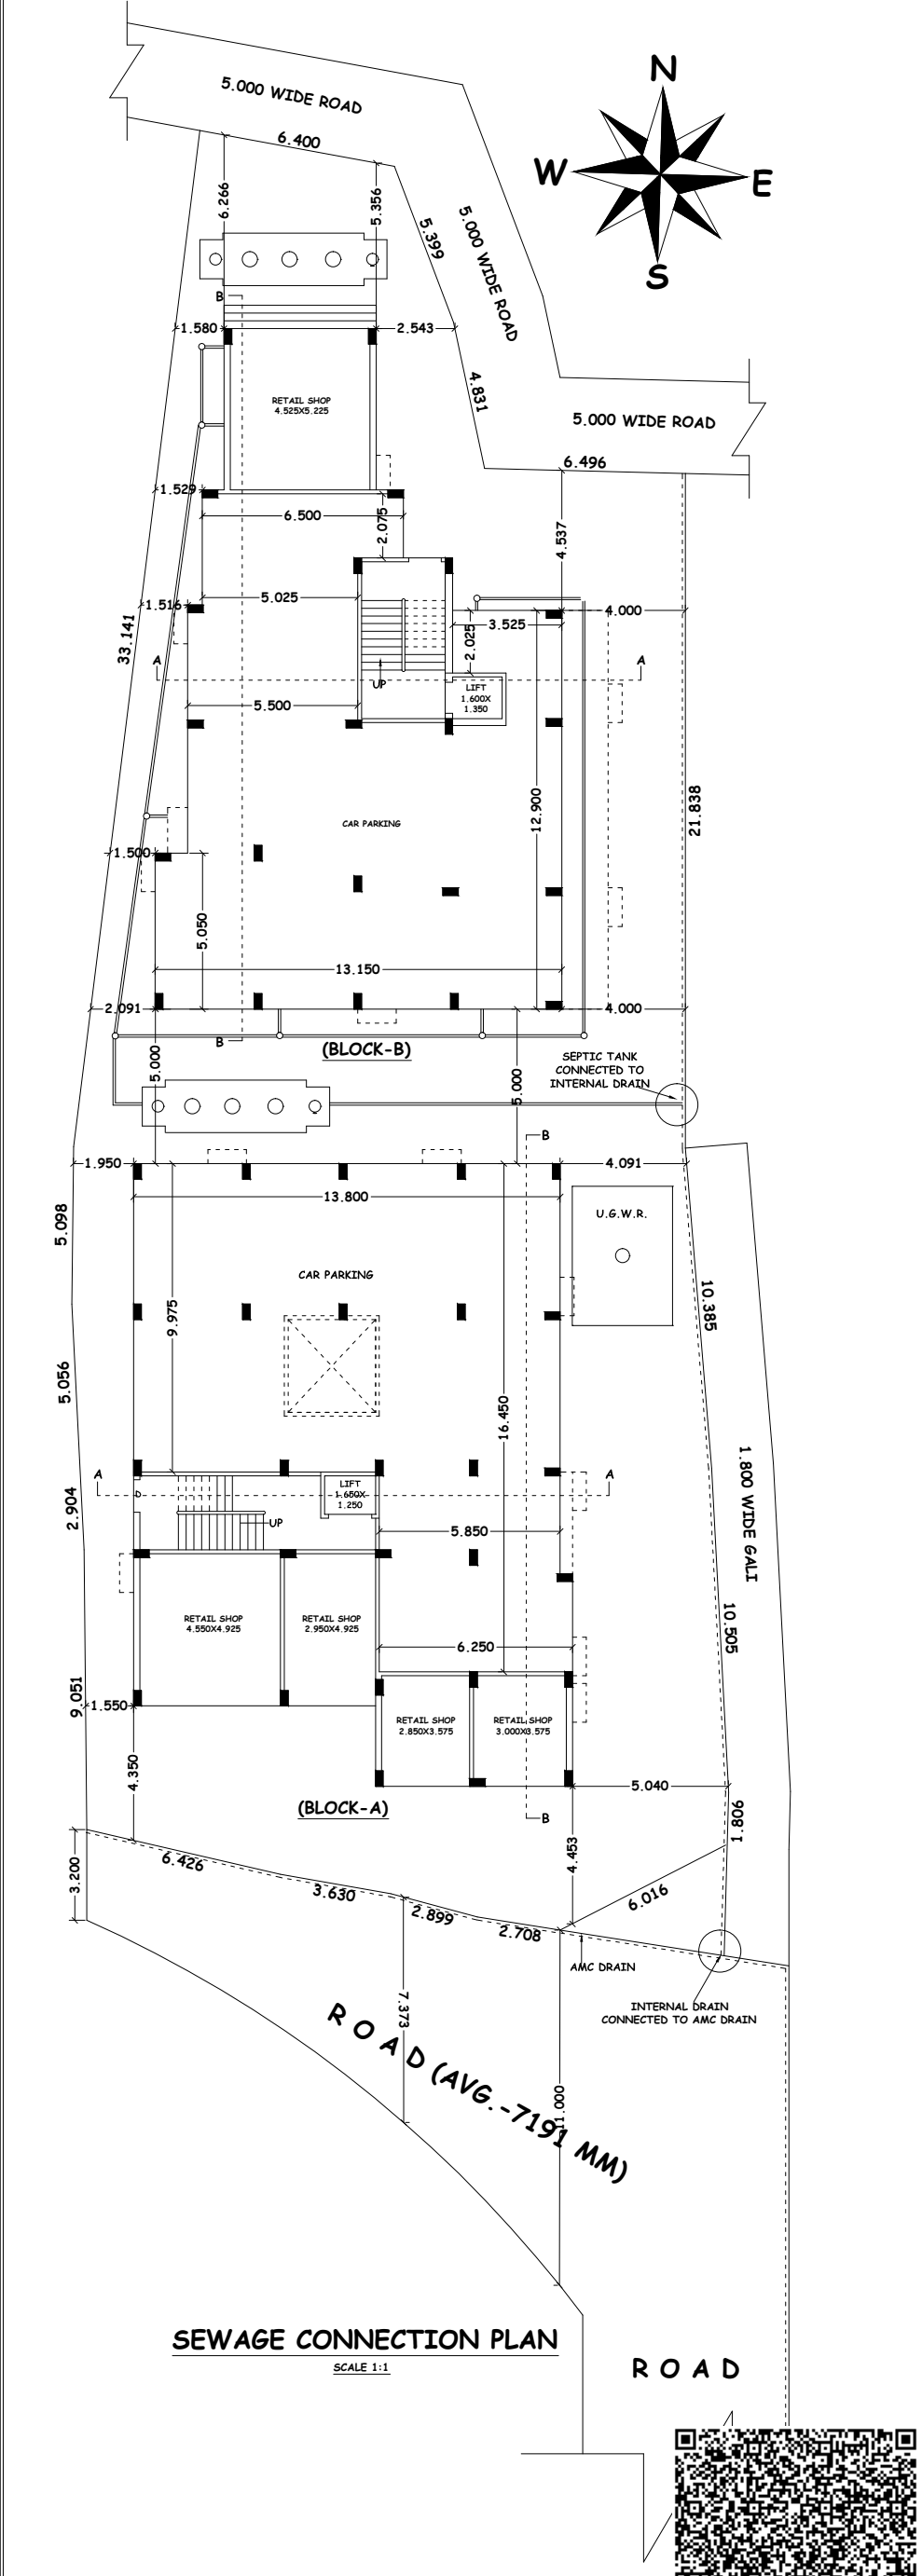 N
5.000 WIDE ROAD
6.400
W
E
6.266
5.356
5.399
5.000 WIDE ROAD
S
B
1.580
2.543
4.831
RETAIL SHOP
4.525X5.225
5.000 WIDE ROAD
6.496
1.529
6.500
2.075
4.537
5.025
1.516
4.000
3.525
2.025
33.141
A
A
UP
LIFT
1.600X
1.350
5.500
12.900
21.838
CAR PARKING
1.500
5.050
13.150
2.091
4.000
B
(BLOCK-B)
5.000
5.000
SEPTIC TANK
CONNECTED TO
INTERNAL DRAIN
B
1.950
4.091
13.800
U.G.W.R.
5.098
CAR PARKING
9.975
10.385
5.056
16.450
A
A
LIFT
1.650X
1.250
D
1.800 WIDE GALI
2.904
UP
5.850
RETAIL SHOP
4.550X4.925
RETAIL SHOP
2.950X4.925
10.505
6.250
9.051
1.550
RETAIL SHOP
2.850X3.575
RETAIL SHOP
3.000X3.575
4.350
5.040
(BLOCK-A)
B
1.806
4.453
3.200
6.426
3.630
2.899
2.708
6.016
AMC DRAIN
INTERNAL DRAIN
CONNECTED TO AMC DRAIN
7.373
ROAD (AVG.-7191 MM)
11.000
SEWAGE CONNECTION PLAN
SCALE 1:1
ROAD